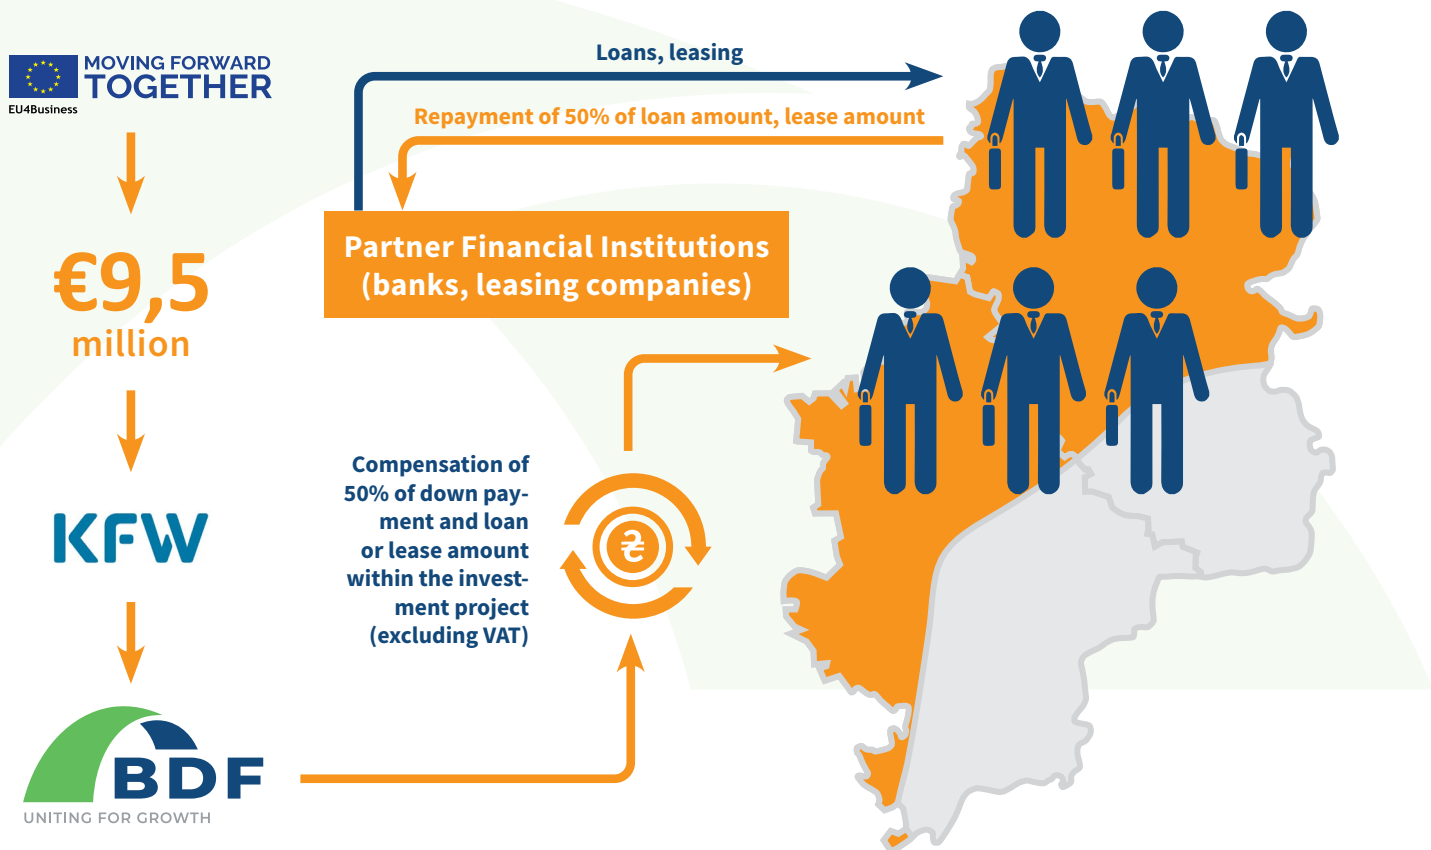 MOVING FORWARD
TOGETHER
EU4Business
€9,5
million
KFW
BDF
UNITING FOR GROWTH
Loans, leasing
Repayment of 50% of loan amount, lease amount
Partner Financial Institutions
(banks, leasing companies)
Compensation of
50% of down pay-
ment and loan
or lease amount
within the invest-
ment project
(excluding VAT)
₴